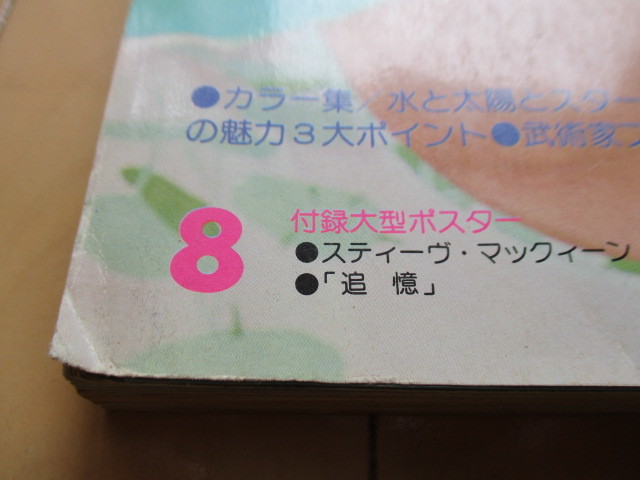 ●カラー集／水と太陽とスター
の魅力3大ポイント●武術家ブ
8
付録大型ポスター
●スティーヴ・マックィーン
●「追 憶」